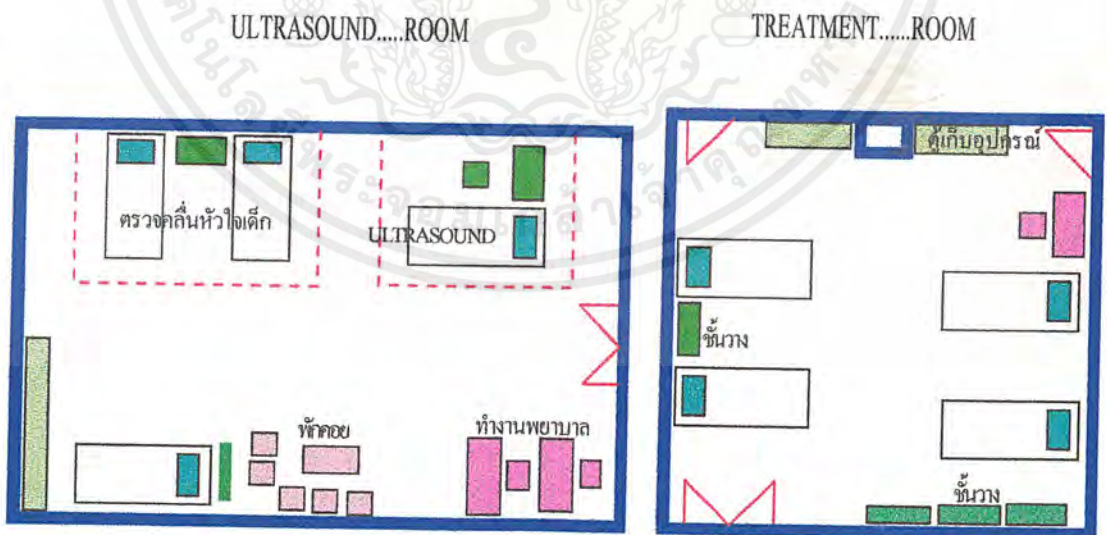 ULTRASOUND.....ROOM
TREATMENT......ROOM
ตรวจคลื่นหัวใจเด็ก
ULTRASOUND
พักคอย
ทำงานพยาบาล
ตู้เก็บอุปกรณ์
ชั้นวาง
ชั้นวาง